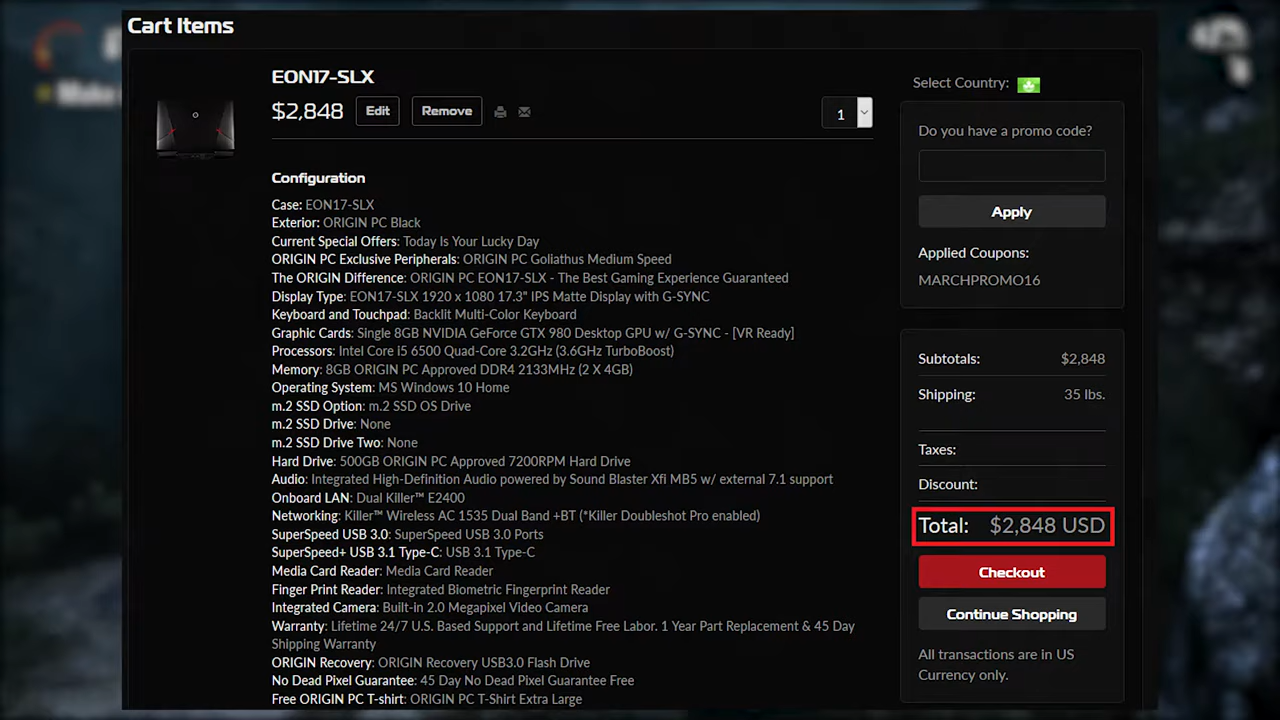 Cart Items
EON17-SLX
$2,848 Edit Remove
1
Configuration
Case: EON17-SLX
Exterior: ORIGIN PC Black
Current Special Offers: Today Is Your Lucky Day
ORIGIN PC Exclusive Peripherals: ORIGIN PC Goliathus Medium Speed
The ORIGIN Difference: ORIGIN PC EON17-SLX - The Best Gaming Experience Guaranteed
Display Type: EON17-SLX 1920 x 1080 17.3" IPS Matte Display with G-SYNC
Keyboard and Touchpad: Backlit Multi-Color Keyboard
Graphic Cards: Single 8GB NVIDIA GeForce GTX 980 Desktop GPU w/ G-SYNC - [VR Ready]
Processors: Intel Core i5 6500 Quad-Core 3.2GHz (3.6GHz TurboBoost)
Memory: 8GB ORIGIN PC Approved DDR4 2133MHz (2 X 4GB)
Operating System: MS Windows 10 Home
m.2 SSD Option: m.2 SSD OS Drive
m.2 SSD Drive: None
m.2 SSD Drive Two: None
Hard Drive: 500GB ORIGIN PC Approved 7200RPM Hard Drive
Audio: Integrated High-Definition Audio powered by Sound Blaster Xfi MB5 w/ external 7.1 support
Onboard LAN: Dual Killer™ E2400
Networking: Killer™ Wireless AC 1535 Dual Band +BT (*Killer Doubleshot Pro enabled)
SuperSpeed USB 3.0: SuperSpeed USB 3.0 Ports
SuperSpeed+ USB 3.1 Type-C: USB 3.1 Type-C
Media Card Reader: Media Card Reader
Finger Print Reader: Integrated Biometric Fingerprint Reader
Integrated Camera: Built-in 2.0 Megapixel Video Camera
Warranty: Lifetime 24/7 U.S. Based Support and Lifetime Free Labor. 1 Year Part Replacement & 45 Day
Shipping Warranty
ORIGIN Recovery: ORIGIN Recovery USB3.0 Flash Drive
No Dead Pixel Guarantee: 45 Day No Dead Pixel Guarantee Free
Free ORIGIN PC T-shirt: ORIGIN PC T-Shirt Extra Large
Select Country:
Do you have a promo code?
Apply
Applied Coupons:
MARCHPROMO16
Subtotals: $2,848
Shipping: 35 lbs.
Taxes:
Discount:
Total: $2,848 USD
Checkout
Continue Shopping
All transactions are in US
Currency only.